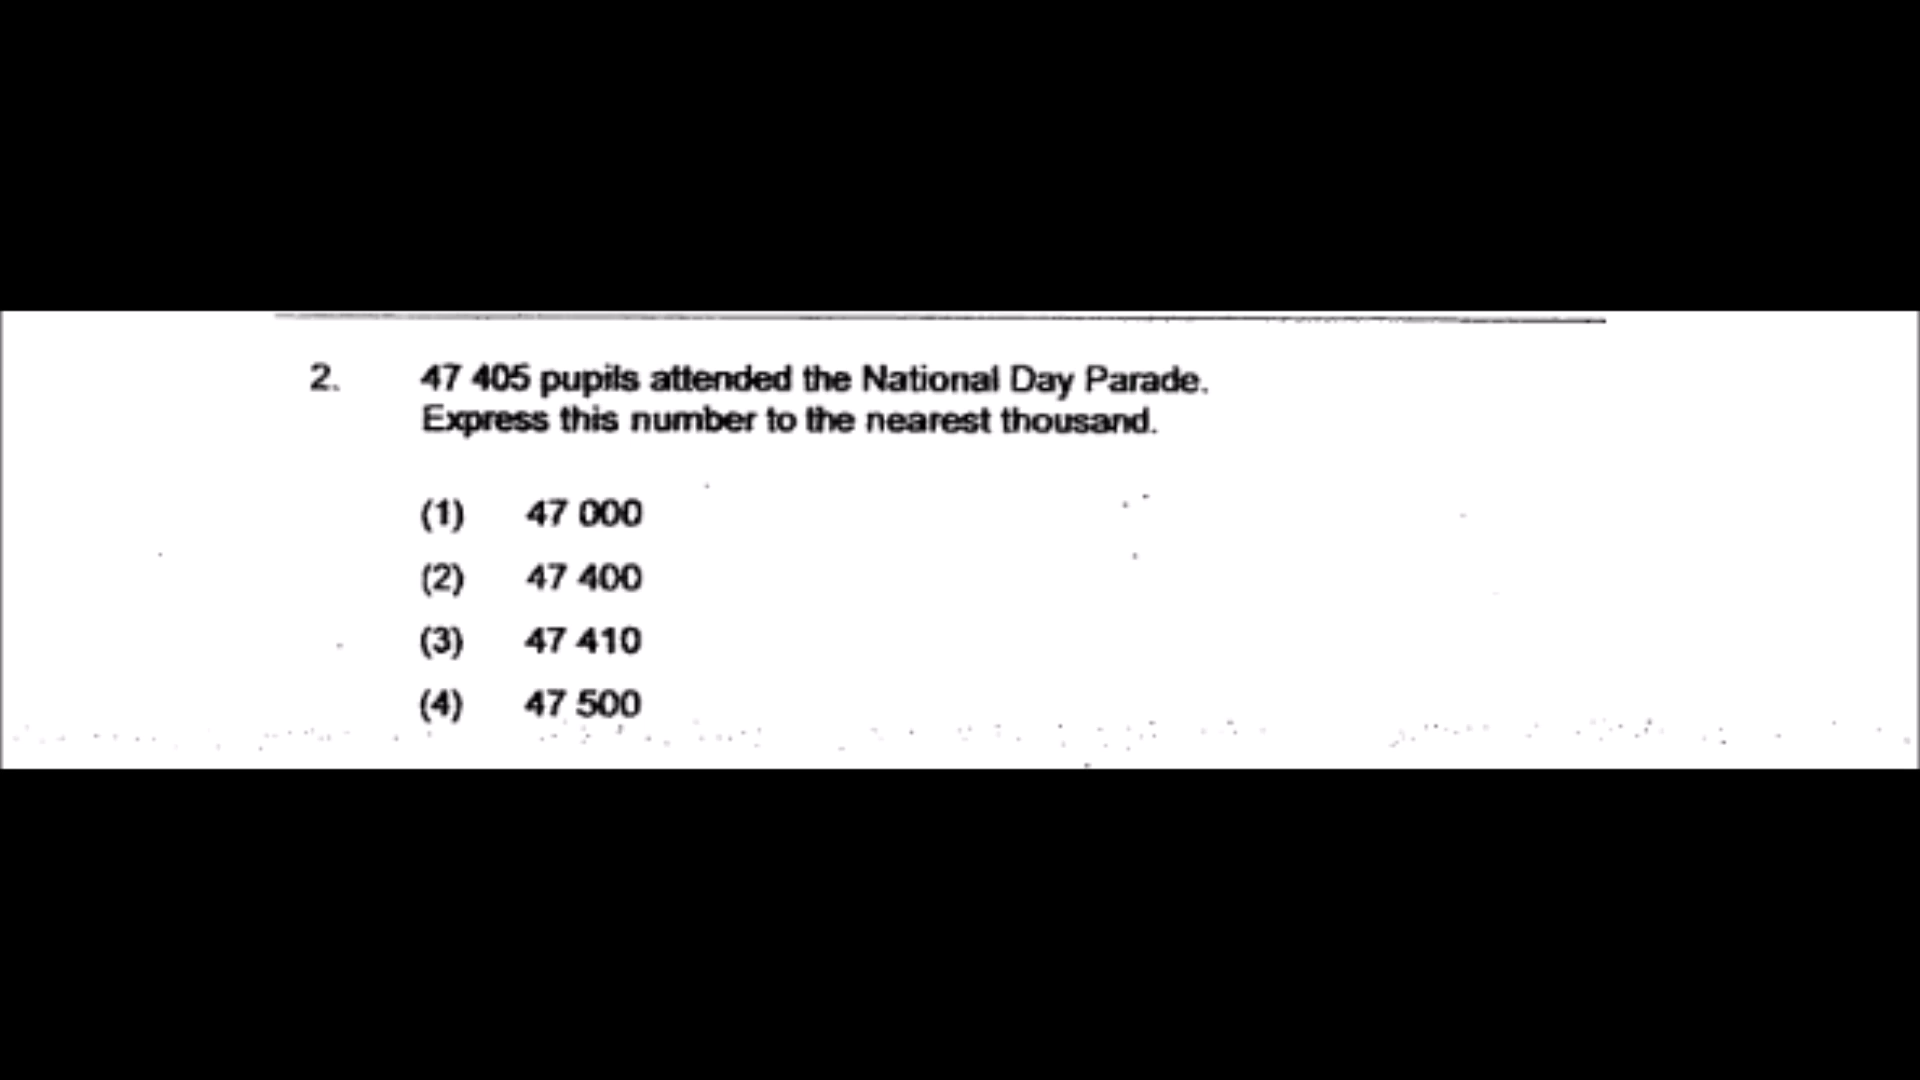 2. 47 405 pupils attended the National Day Parade.
Express this number to the nearest thousand.
(1) 47 000
(2) 47 400
(3) 47 410
(4) 47 500